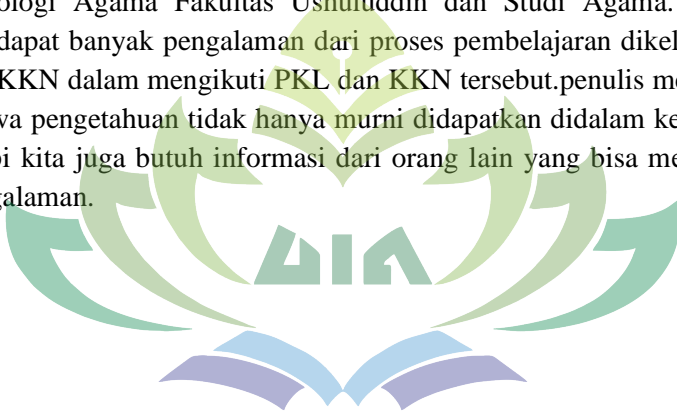 ologi Agama Fakultas Ushuluddin dan Studi Agama.
dapat banyak pengalaman dari proses pembelajaran dikel
KKN dalam mengikuti PKL dan KKN tersebut.penulis me
wa pengetahuan tidak hanya murni didapatkan didalam ke
pi kita juga butuh informasi dari orang lain yang bisa me
galaman.
UIN